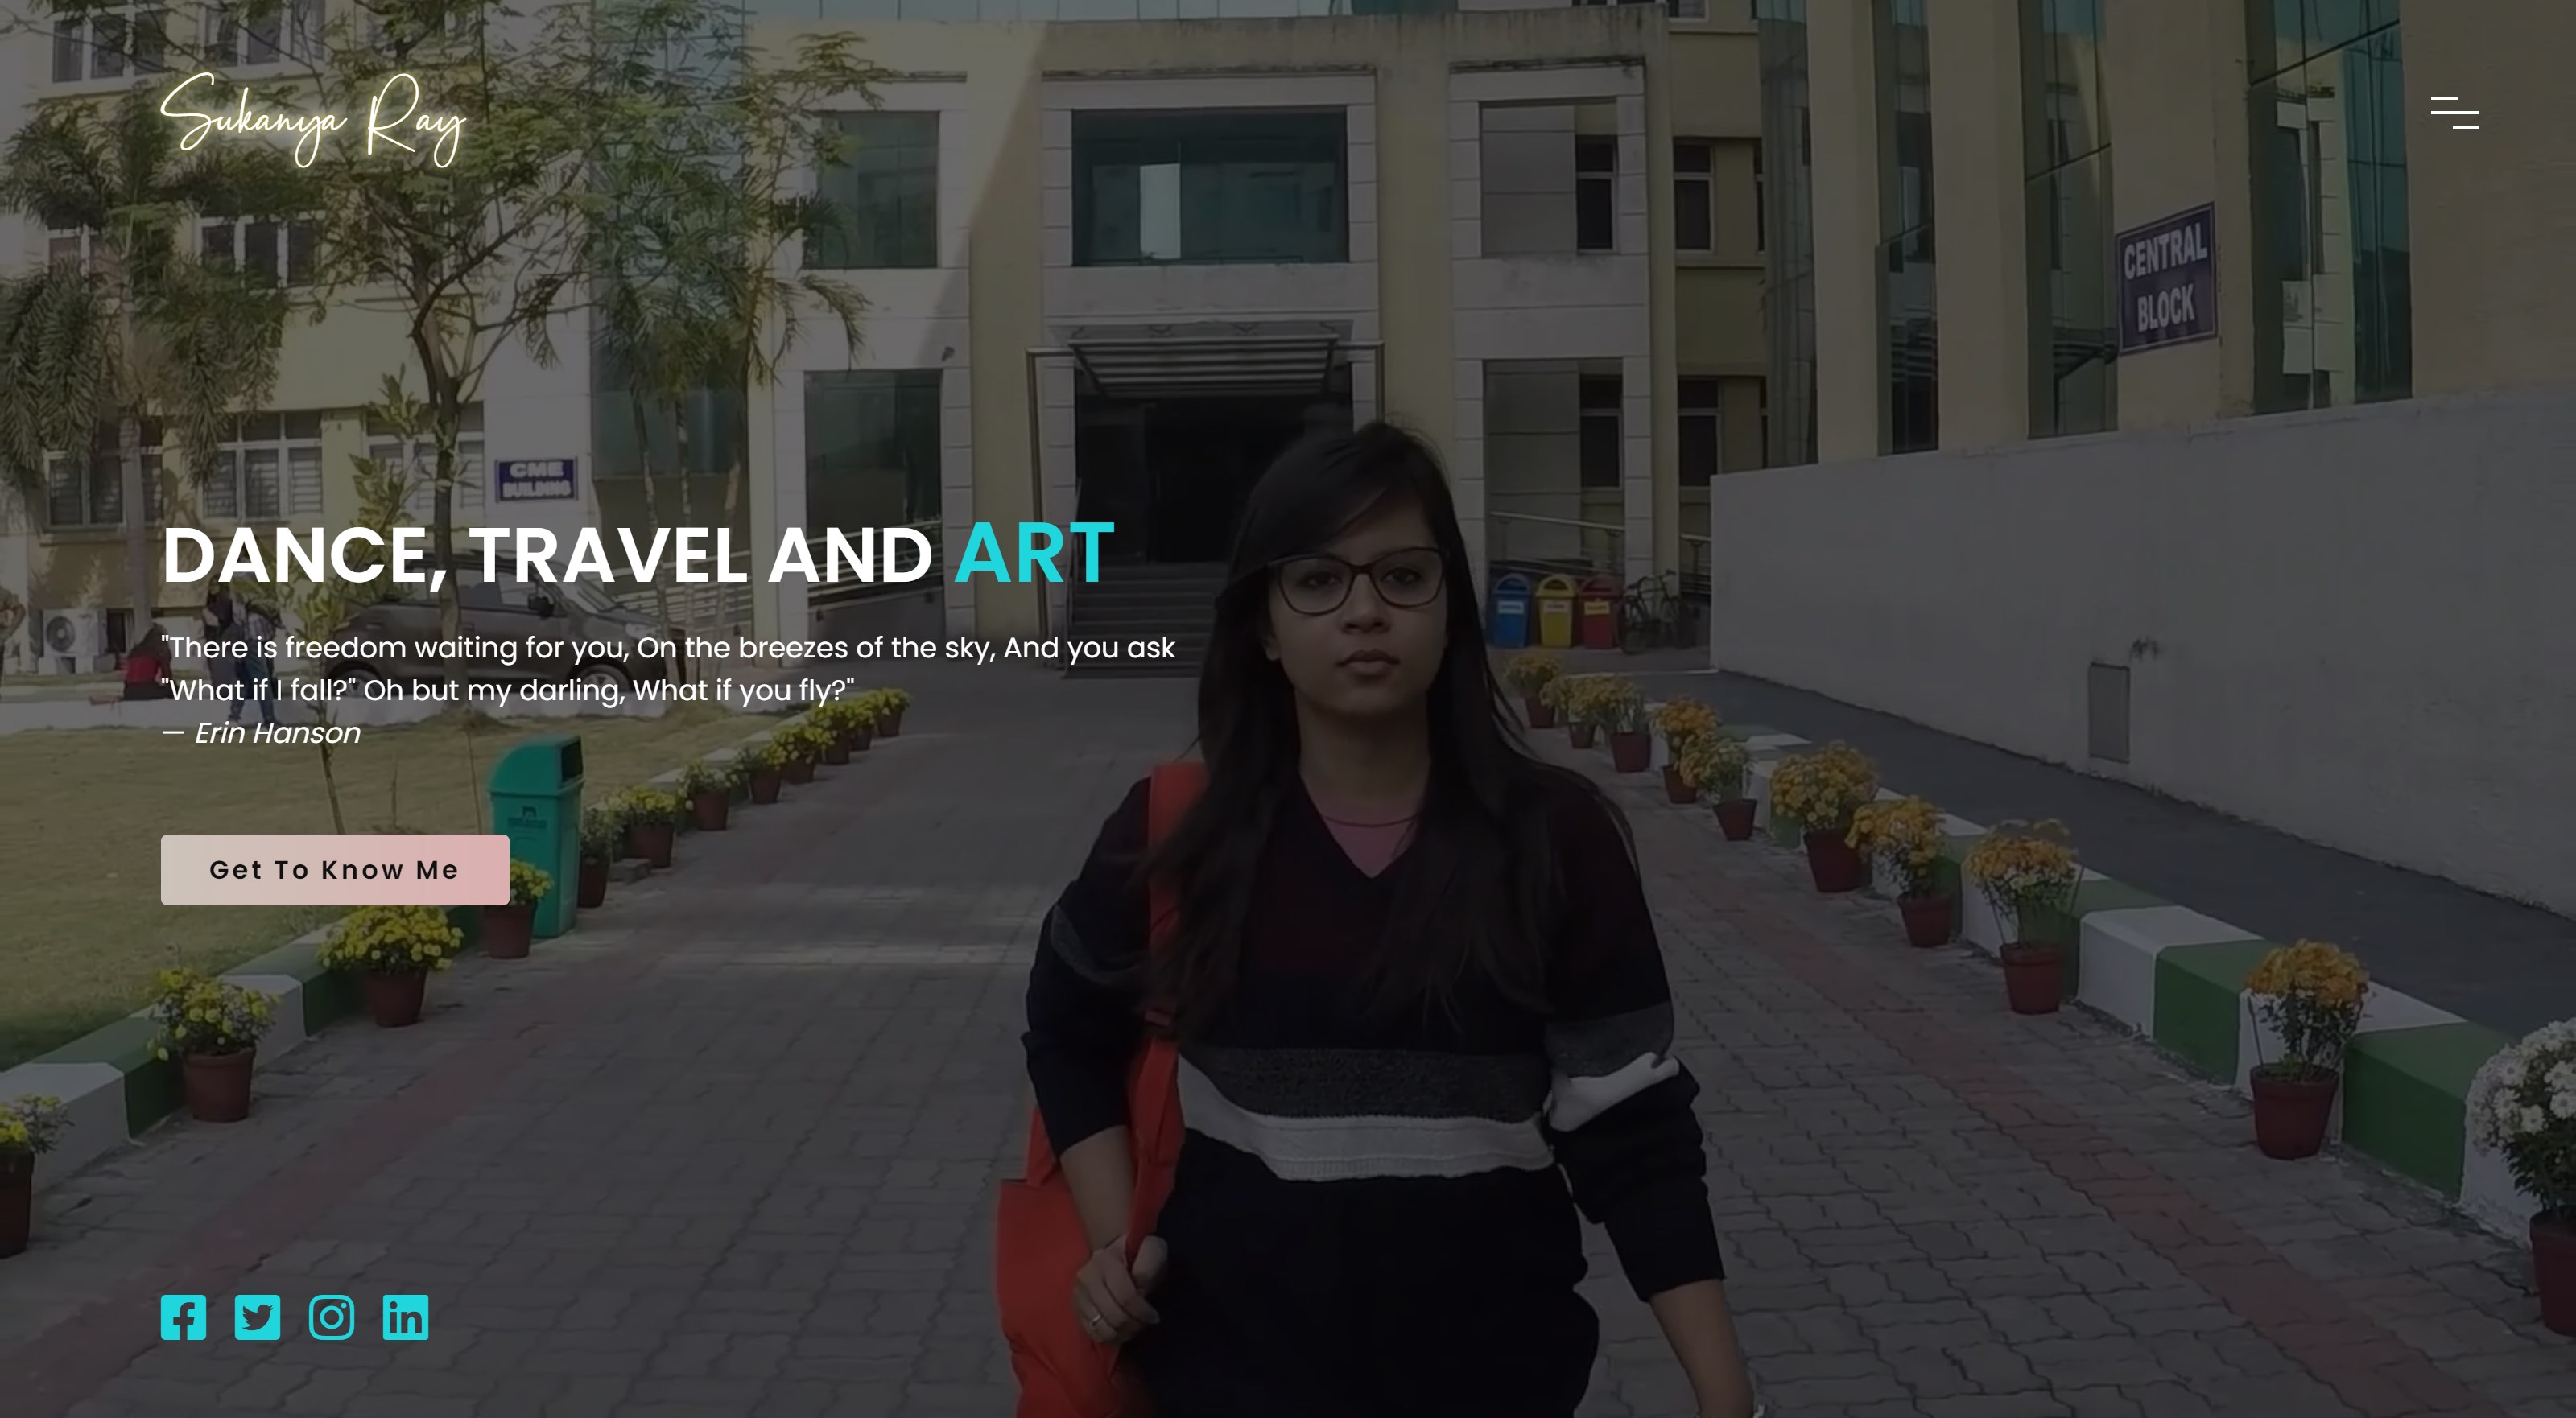 Sukanya Ray
CENTRAL
BLOCK
CME
BUILDING
DANCE, TRAVEL AND ART
"There is freedom waiting for you, On the breezes of the sky, And you ask
"What if I fall?" Oh but my darling, What if you fly?"
— Erin Hanson
Get To Know Me